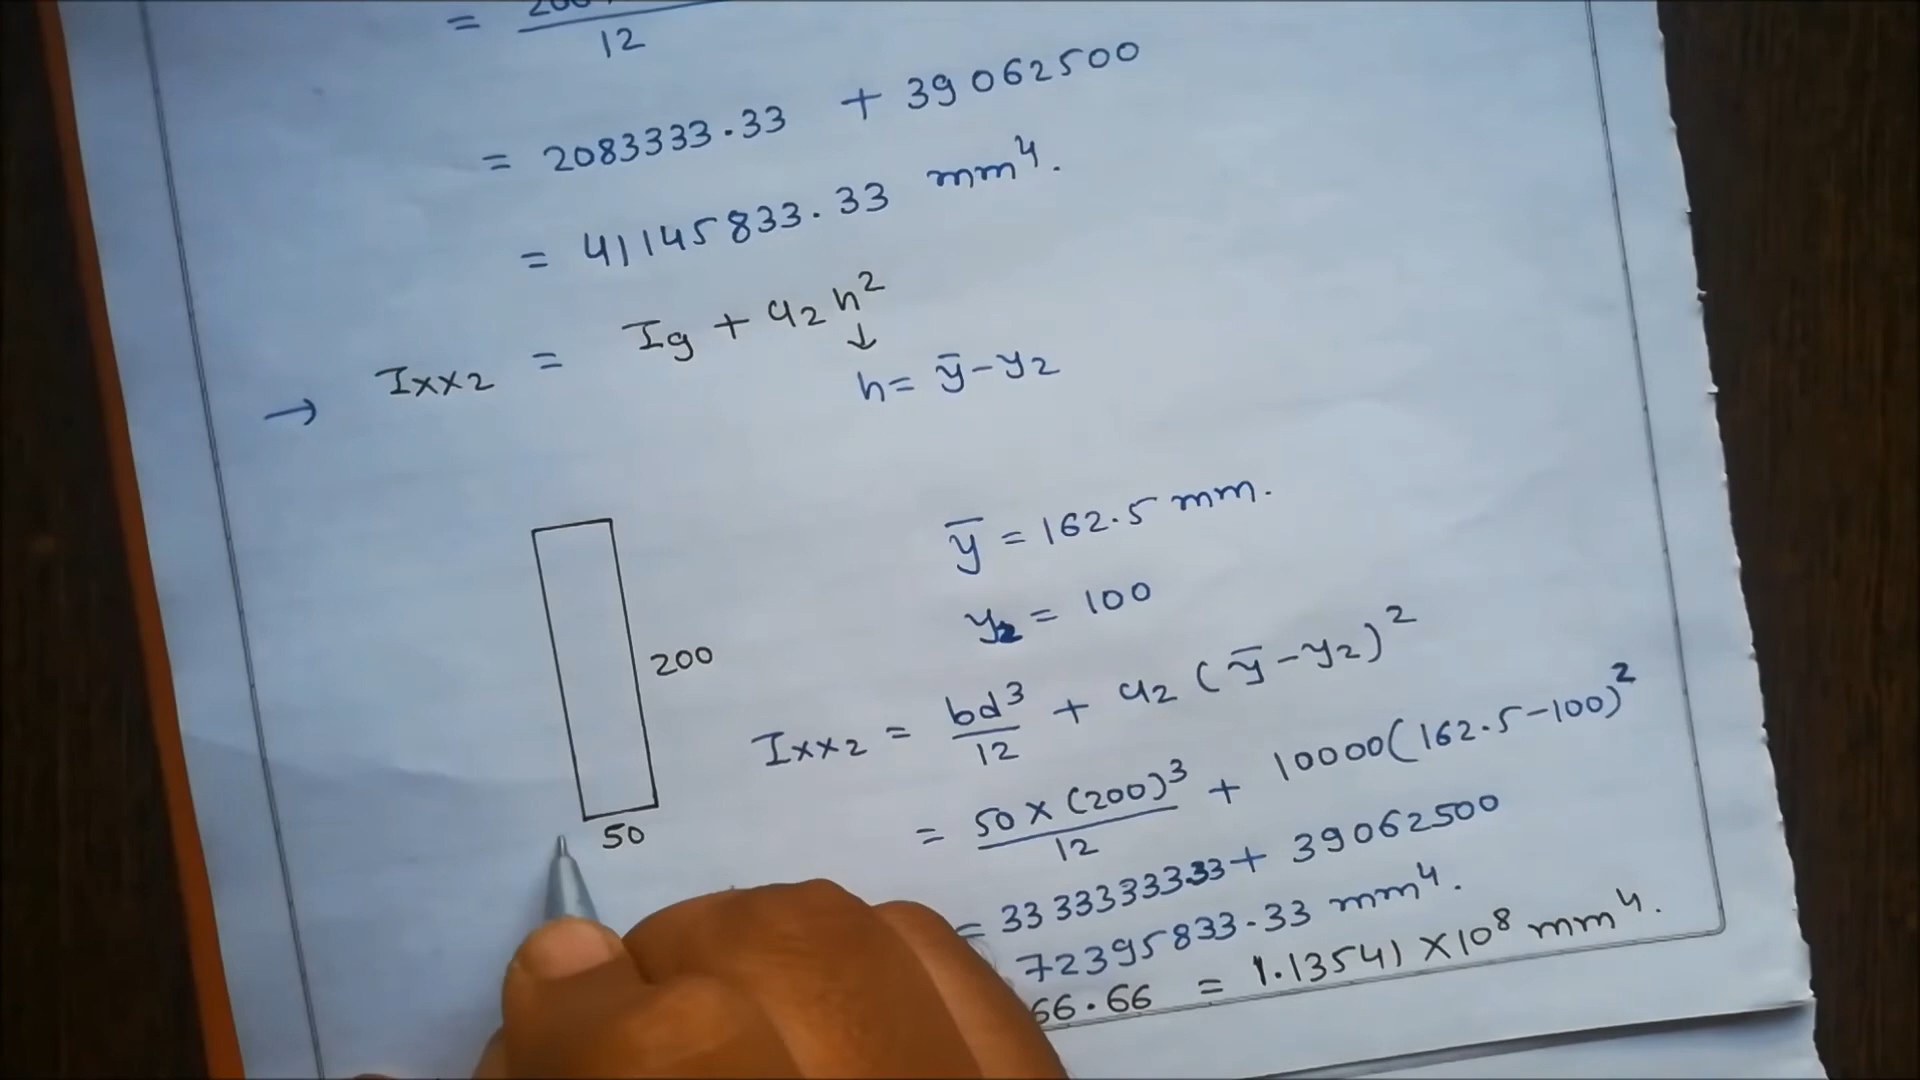 =
12
= 2083333.33 + 39062500
= 41145833.33 mm⁴.
→ Ixx2 = Ig + a2h²
↓
h = ȳ-y2
ȳ = 162.5 mm.
y2 = 100
200
50
Ixx2 = bd³/12 + a2 (ȳ-y2)²
= 50 x (200)³/12 + 10000(162.5-100)²
= 33333333.33 + 39062500
72395833.33 mm⁴.
66.66 = 1.13541 x 10⁸ mm⁴.